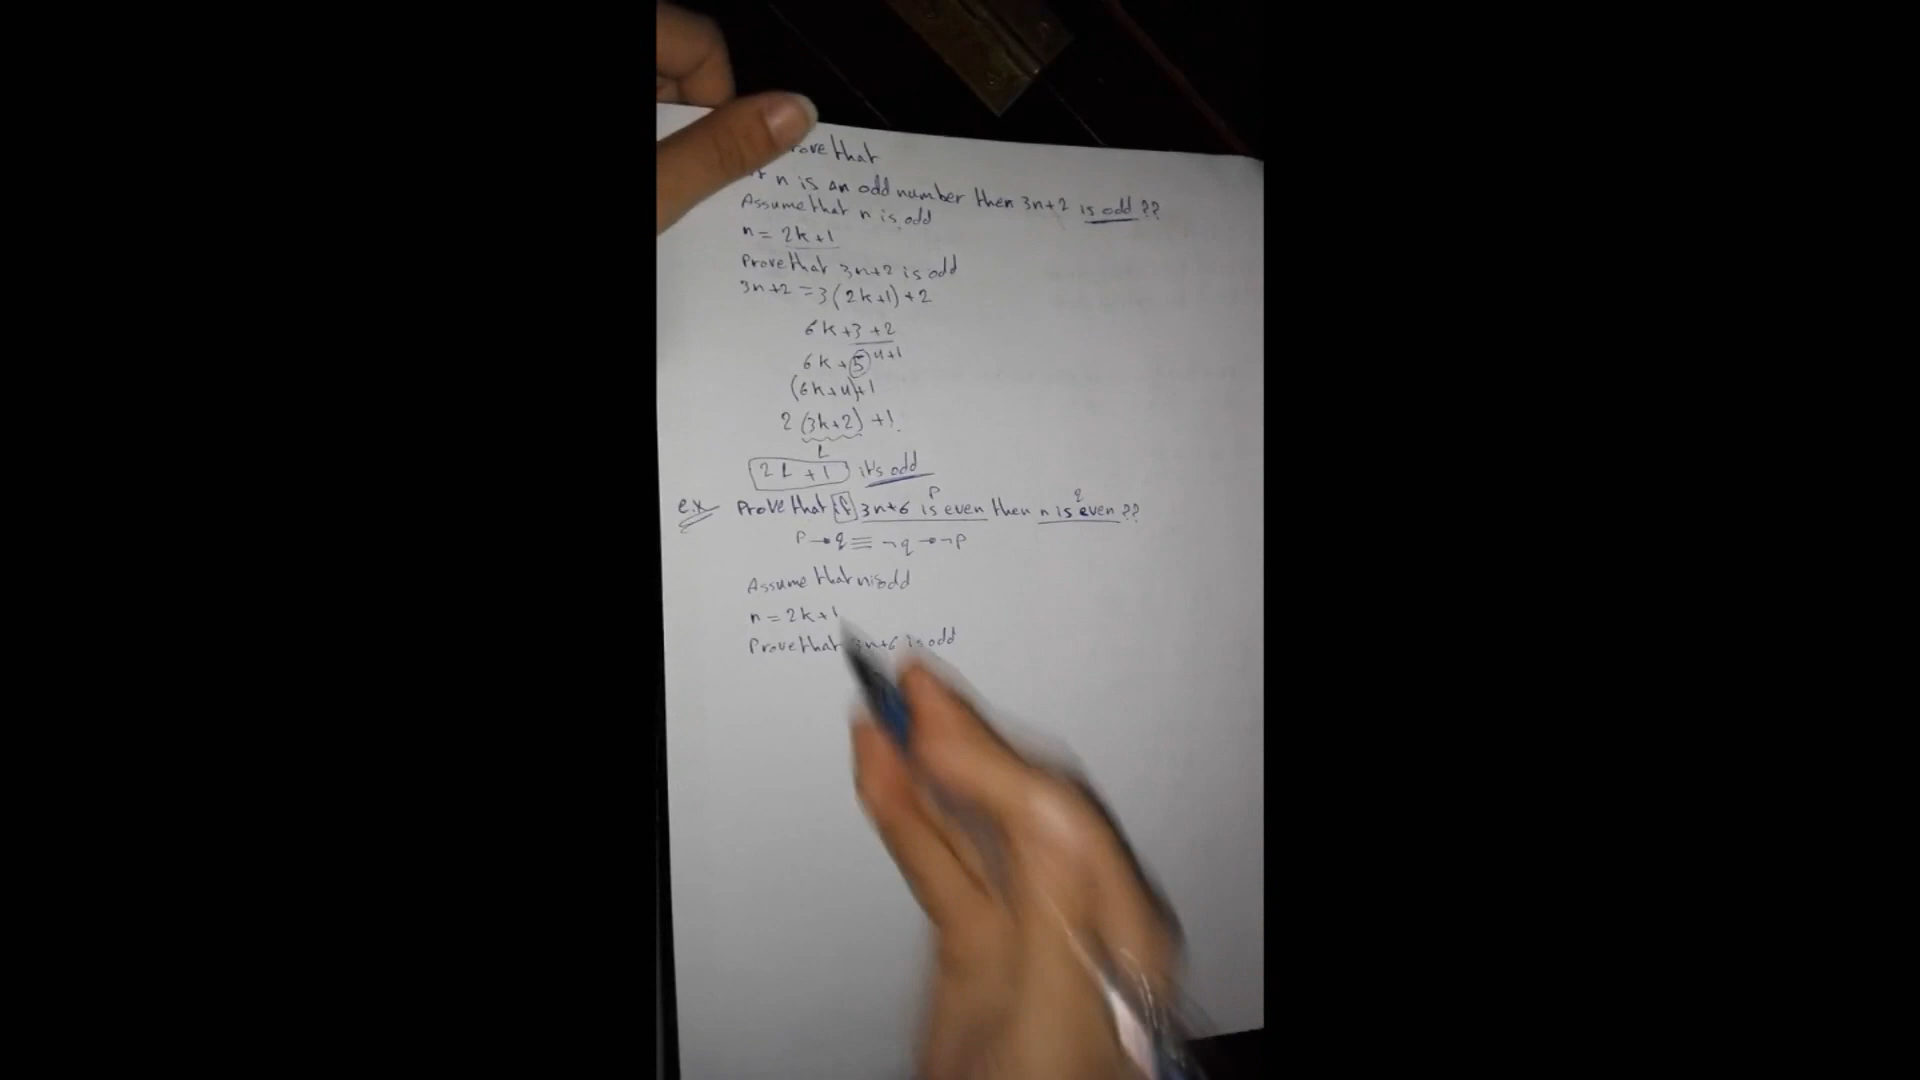 rove that
n is an odd number then 3n+2 is odd ??
Assume that n is odd
n = 2k+1
Prove that 3n+2 is odd
3n+2 = 3(2k+1)+2
6k+3+2
6k+5 4+1
(6k+4)+1
2(3k+2)+1
L
2L+1 it's odd
p q
e.x Prove that if 3n+6 is even then n is even ??
P→q≡¬q→¬P
Assume that n is odd
n = 2k+1
Prove that 3n+6 is odd